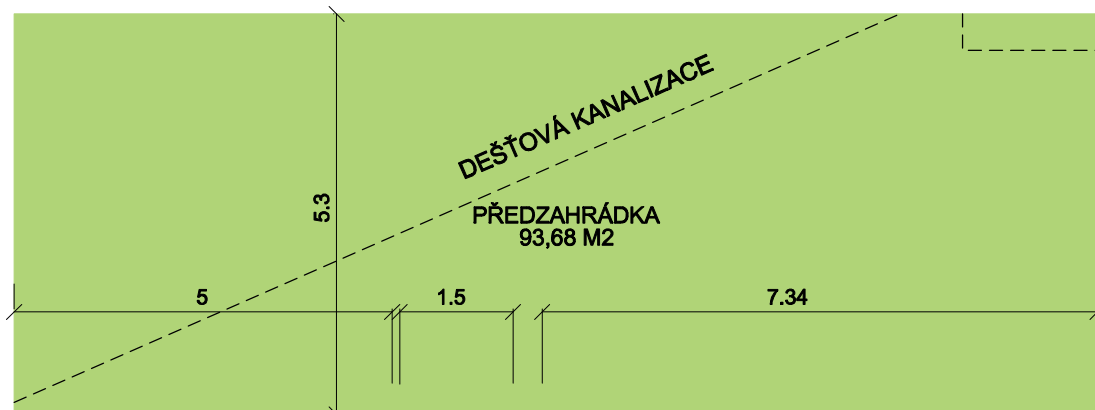 DEŠŤOVÁ KANALIZACE
5.3
PŘEDZAHRÁDKA
93,68 M2
5
1.5
7.34